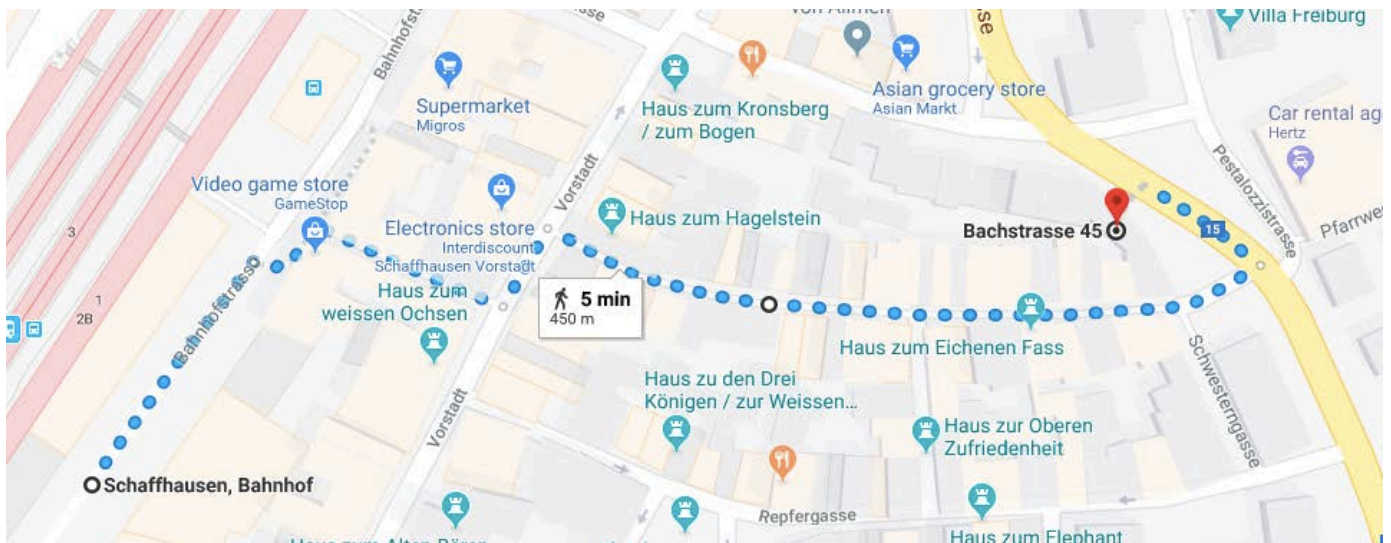 Villa Freiburg
Bahnhofst
Supermarket
Migros
Haus zum Kronsberg
/ zum Bogen
Asian grocery store
Asian Markt
Car rental ag
Hertz
Vorstadt
Pestalozzistrasse
Pfarrwe
Video game store
GameStop
Electronics store
Interdiscount
Schaffhausen Vorstadt
Haus zum Hagelstein
Bachstrasse 45
15
3
1
2B
Bahnhofstrasse
Haus zum
weissen Ochsen
5 min
450 m
Haus zum Eichenen Fass
Schwesterngasse
Haus zu den Drei
Königen / zur Weissen...
Vorstadt
Haus zur Oberen
Zufriedenheit
Schaffhausen, Bahnhof
Repfergasse
Haus zum Elephant